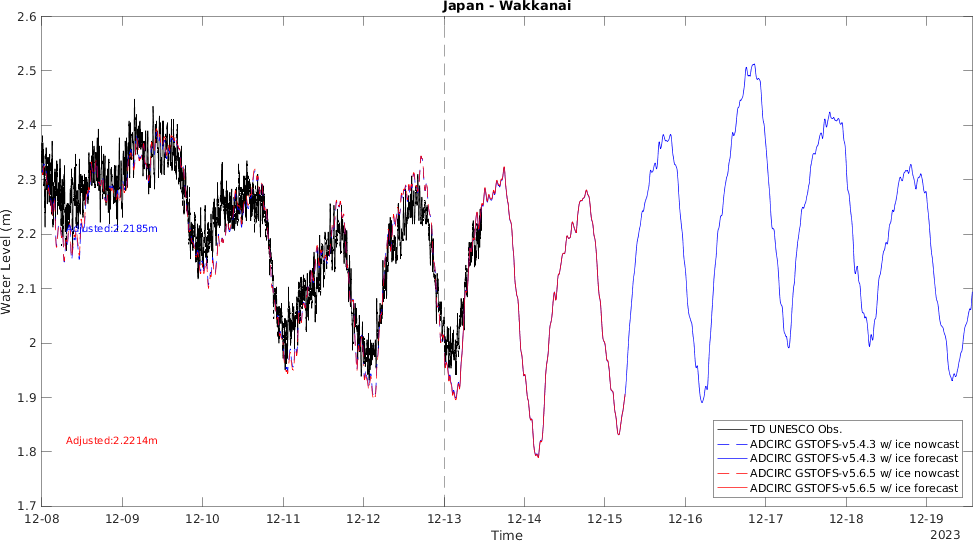 Japan - Wakkanai
2.6
2.5
2.4
2.3
2.2
2.1
2
1.9
1.8
1.7
Water Level (m)
Adjusted:2.2185m
Adjusted:2.2214m
TD UNESCO Obs.
ADCIRC GSTOFS-v5.4.3 w/ ice nowcast
ADCIRC GSTOFS-v5.4.3 w/ ice forecast
ADCIRC GSTOFS-v5.6.5 w/ ice nowcast
ADCIRC GSTOFS-v5.6.5 w/ ice forecast
12-08 12-09 12-10 12-11 12-12 12-13 12-14 12-15 12-16 12-17 12-18 12-19
Time
2023